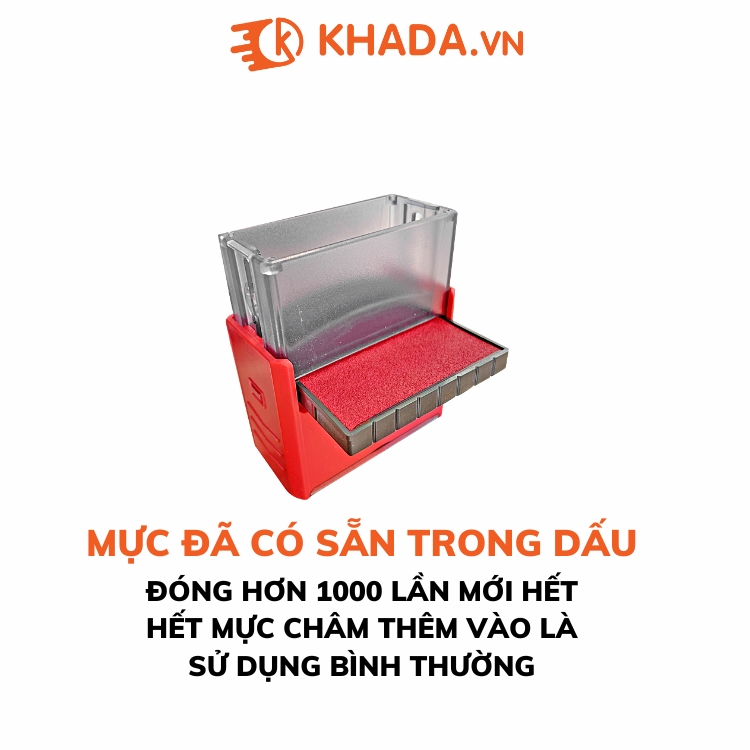 KHADA.VN
MỰC ĐÃ CÓ SẴN TRONG DẤU
ĐÓNG HƠN 1000 LẦN MỚI HẾT
HẾT MỰC CHÂM THÊM VÀO LÀ
SỬ DỤNG BÌNH THƯỜNG